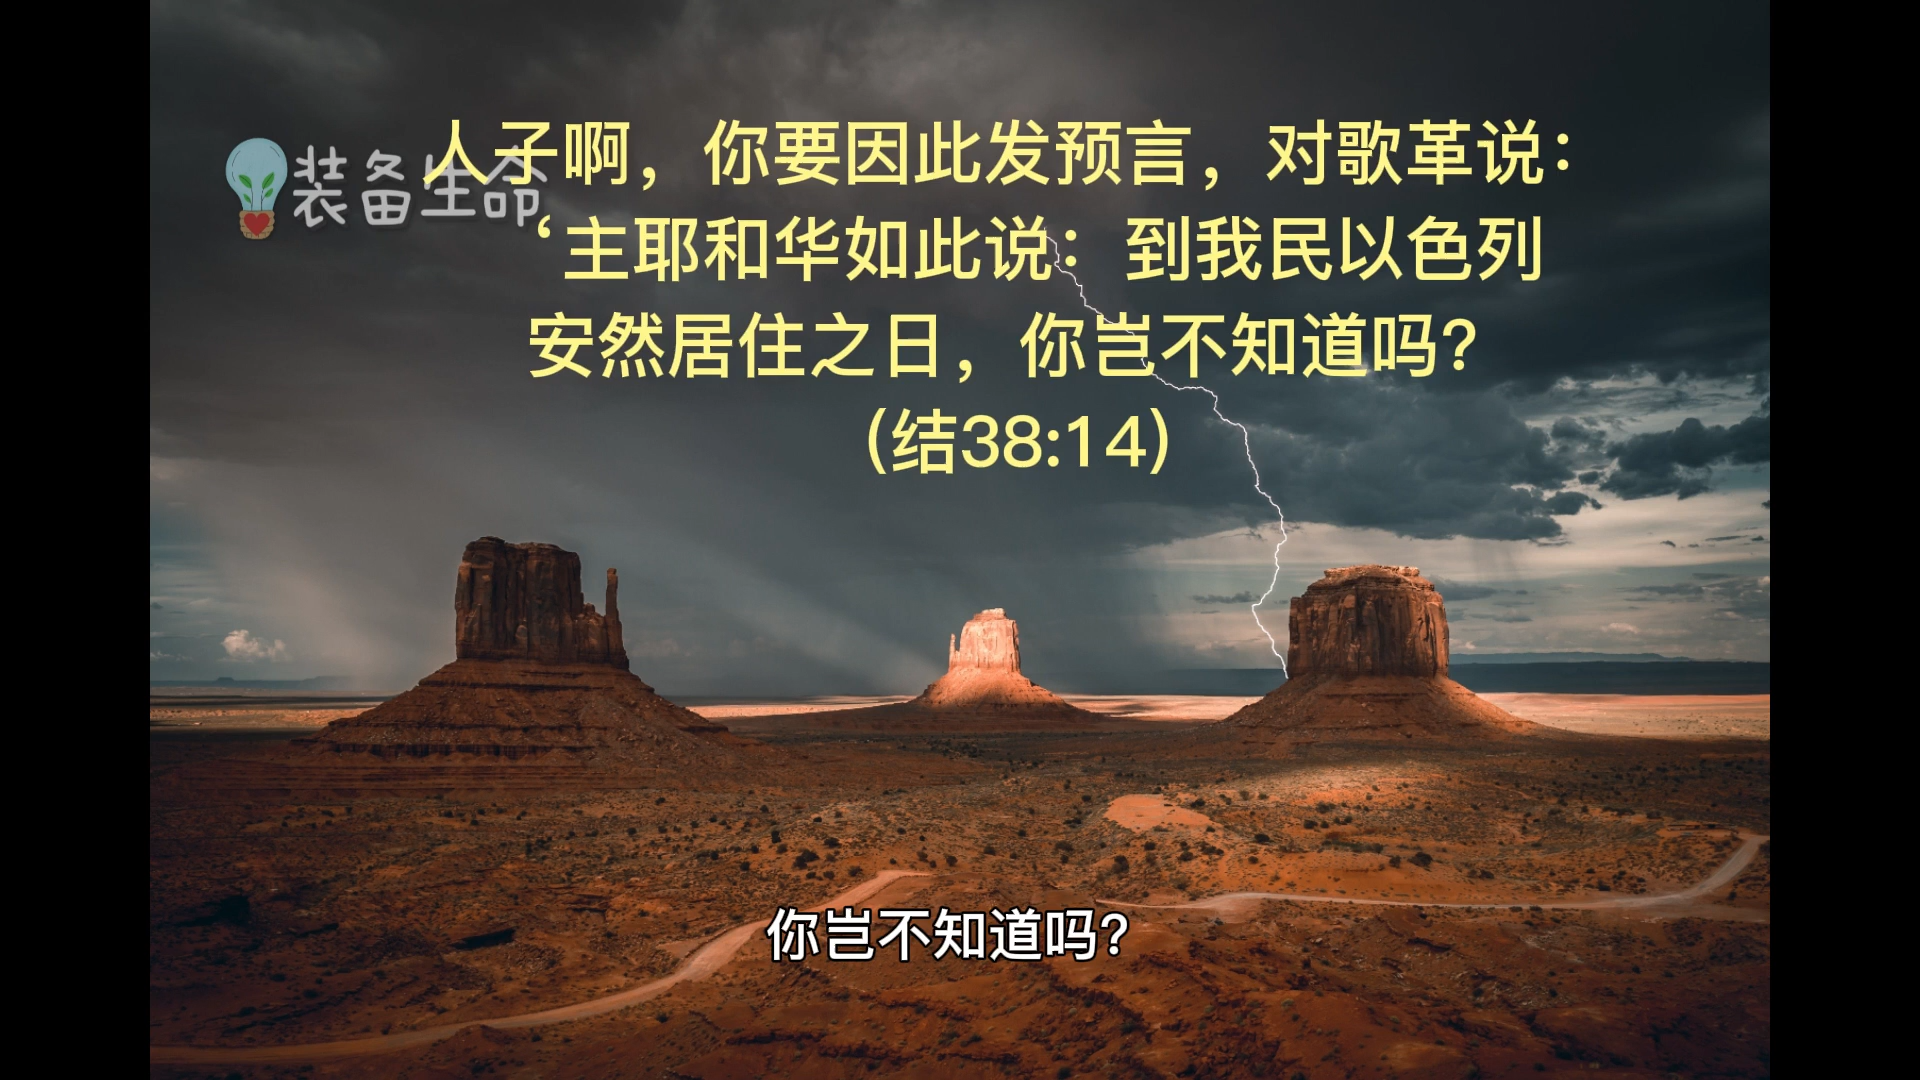 装备生命
人子啊，你要因此发预言，对歌革说：
‘主耶和华如此说：到我民以色列
安然居住之日，你岂不知道吗？
（结38:14）
你岂不知道吗？